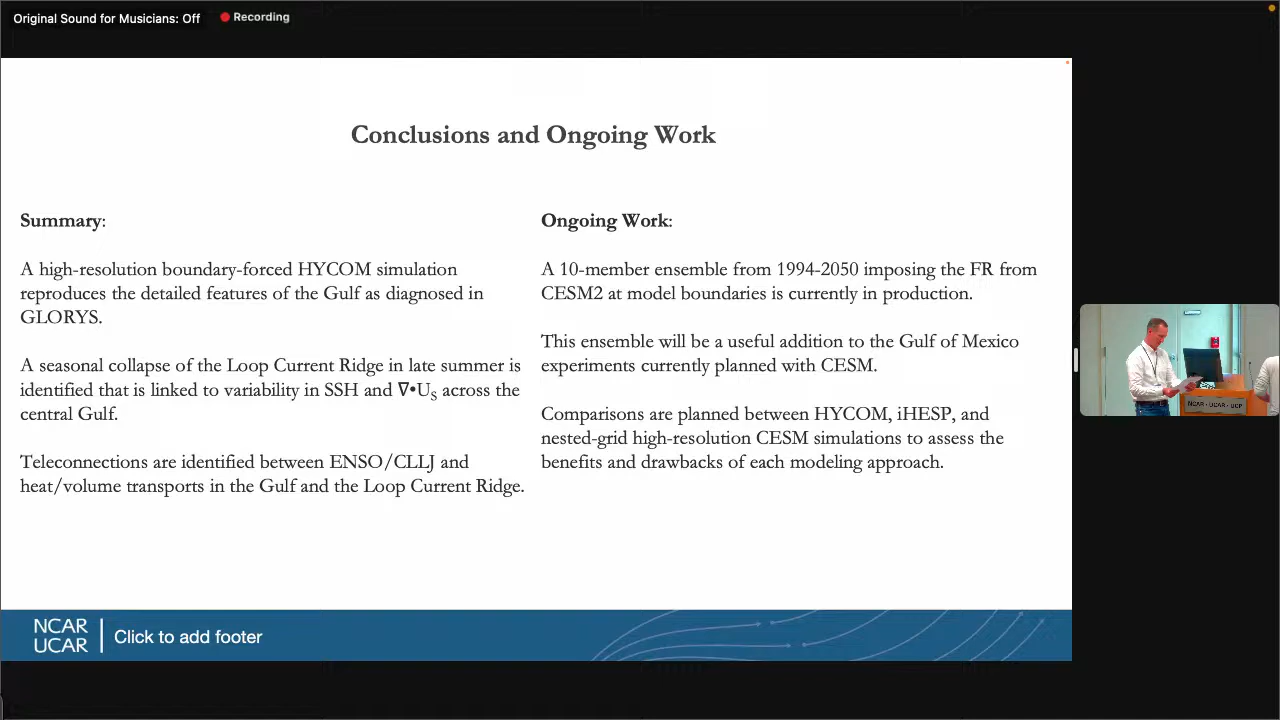 Original Sound for Musicians: Off
Recording
Conclusions and Ongoing Work
Summary:
A high-resolution boundary-forced HYCOM simulation
reproduces the detailed features of the Gulf as diagnosed in
GLORYS.
A seasonal collapse of the Loop Current Ridge in late summer is
identified that is linked to variability in SSH and ∇•U_S across the
central Gulf.
Teleconnections are identified between ENSO/CLLJ and
heat/volume transports in the Gulf and the Loop Current Ridge.
Ongoing Work:
A 10-member ensemble from 1994-2050 imposing the FR from
CESM2 at model boundaries is currently in production.
This ensemble will be a useful addition to the Gulf of Mexico
experiments currently planned with CESM.
Comparisons are planned between HYCOM, iHESP, and
nested-grid high-resolution CESM simulations to assess the
benefits and drawbacks of each modeling approach.
NCAR
UCAR
Click to add footer
NCAR - UCAR - UCP